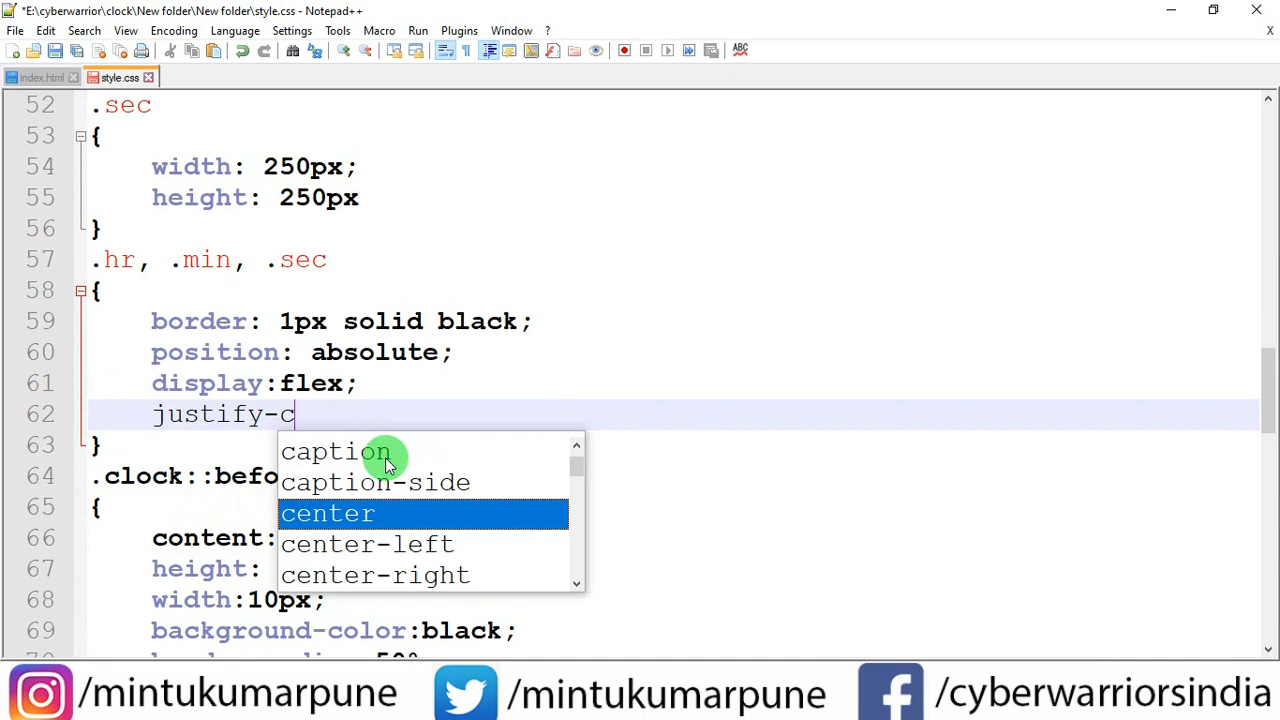 *E:\cyberwarrior\clock\New folder\New folder\style.css - Notepad++
File Edit Search View Encoding Language Settings Tools Macro Run Plugins Window ? X
ABC
index.html style.css
52 .sec
53 {
54 width: 250px;
55 height: 250px
56 }
57 .hr, .min, .sec
58 {
59 border: 1px solid black;
60 position: absolute;
61 display:flex;
62 justify-c
63 }
caption
caption-side
center
center-left
center-right
64 .clock::befo
65 {
66 content:
67 height:
68 width:10px;
69 background-color:black;
/mintukumarpune /mintukumarpune /cyberwarriorsindia